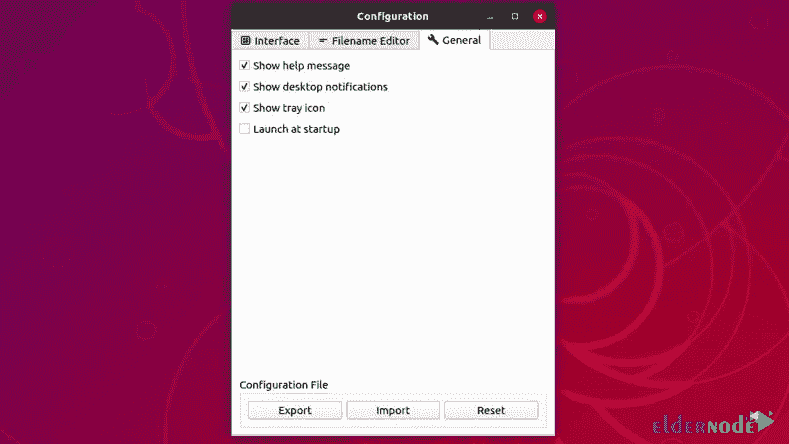 Configuration
Interface Filename Editor General
Show help message
Show desktop notifications
Show tray icon
Launch at startup
Configuration File
Export Import Reset
ELDERNODE